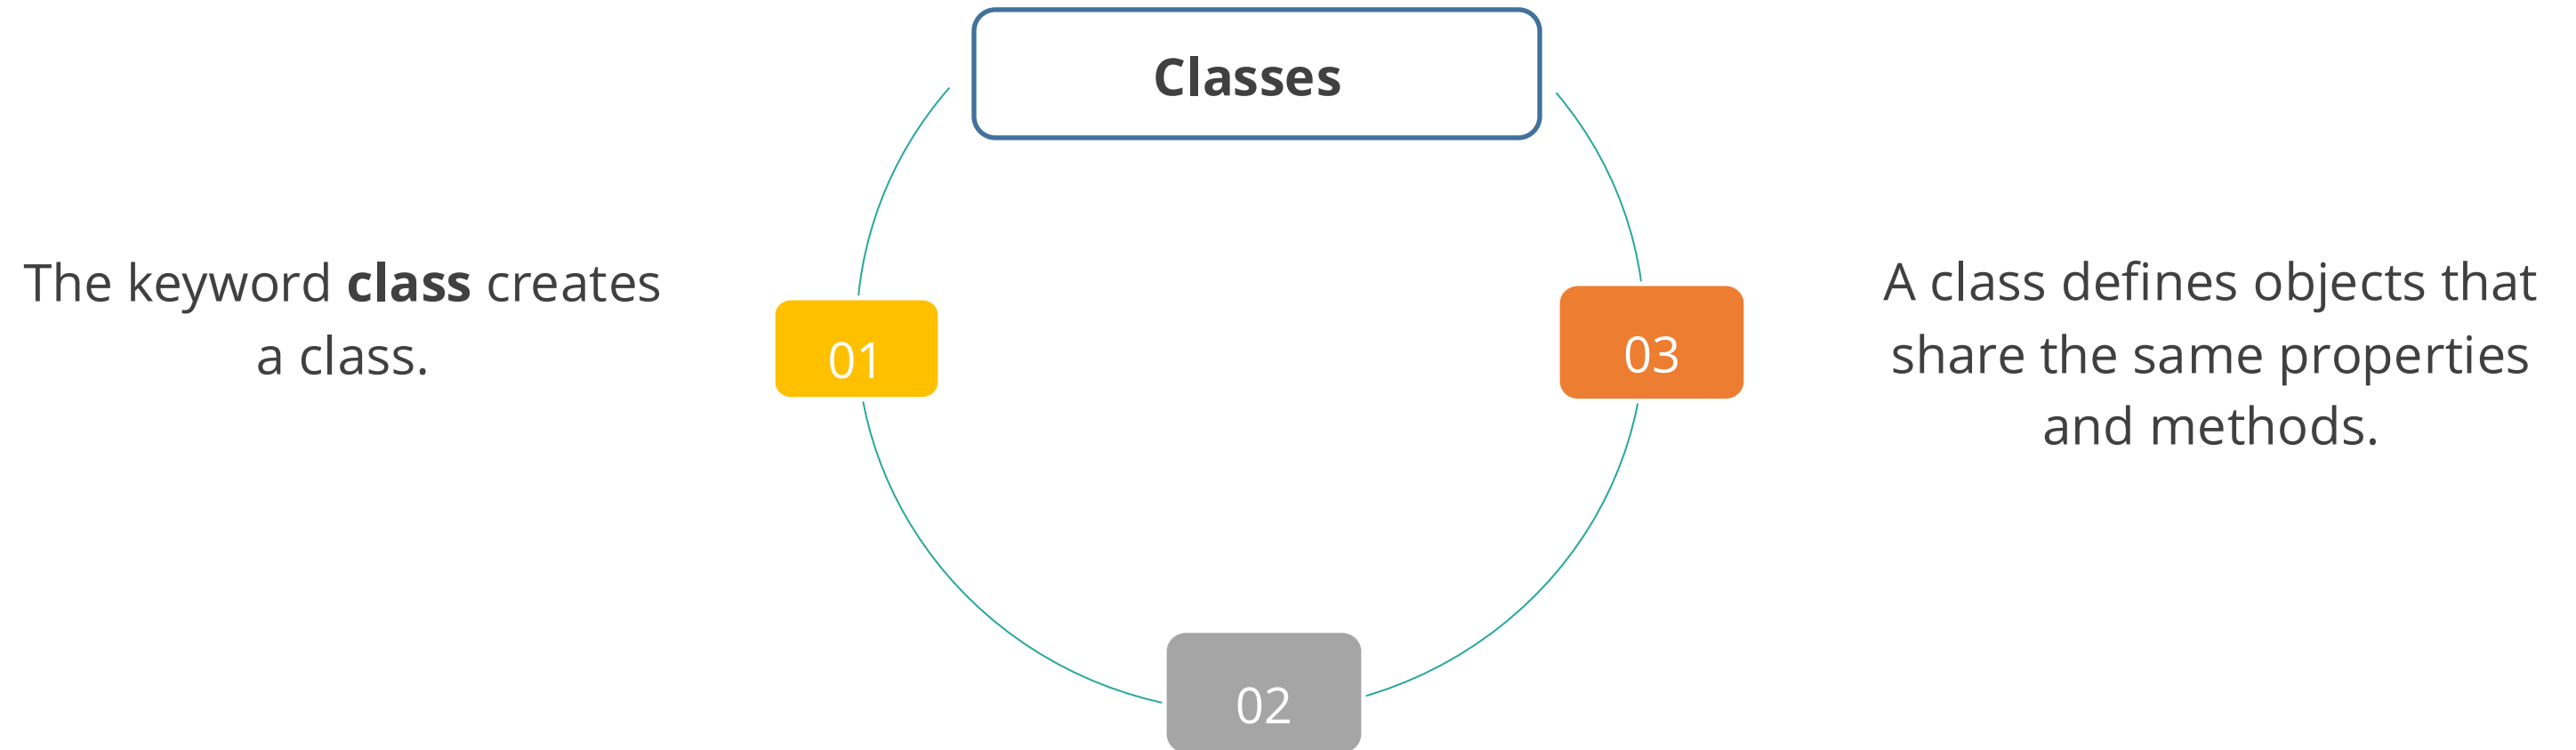 Classes
The keyword class creates
a class.
01
02
03
A class defines objects that
share the same properties
and methods.